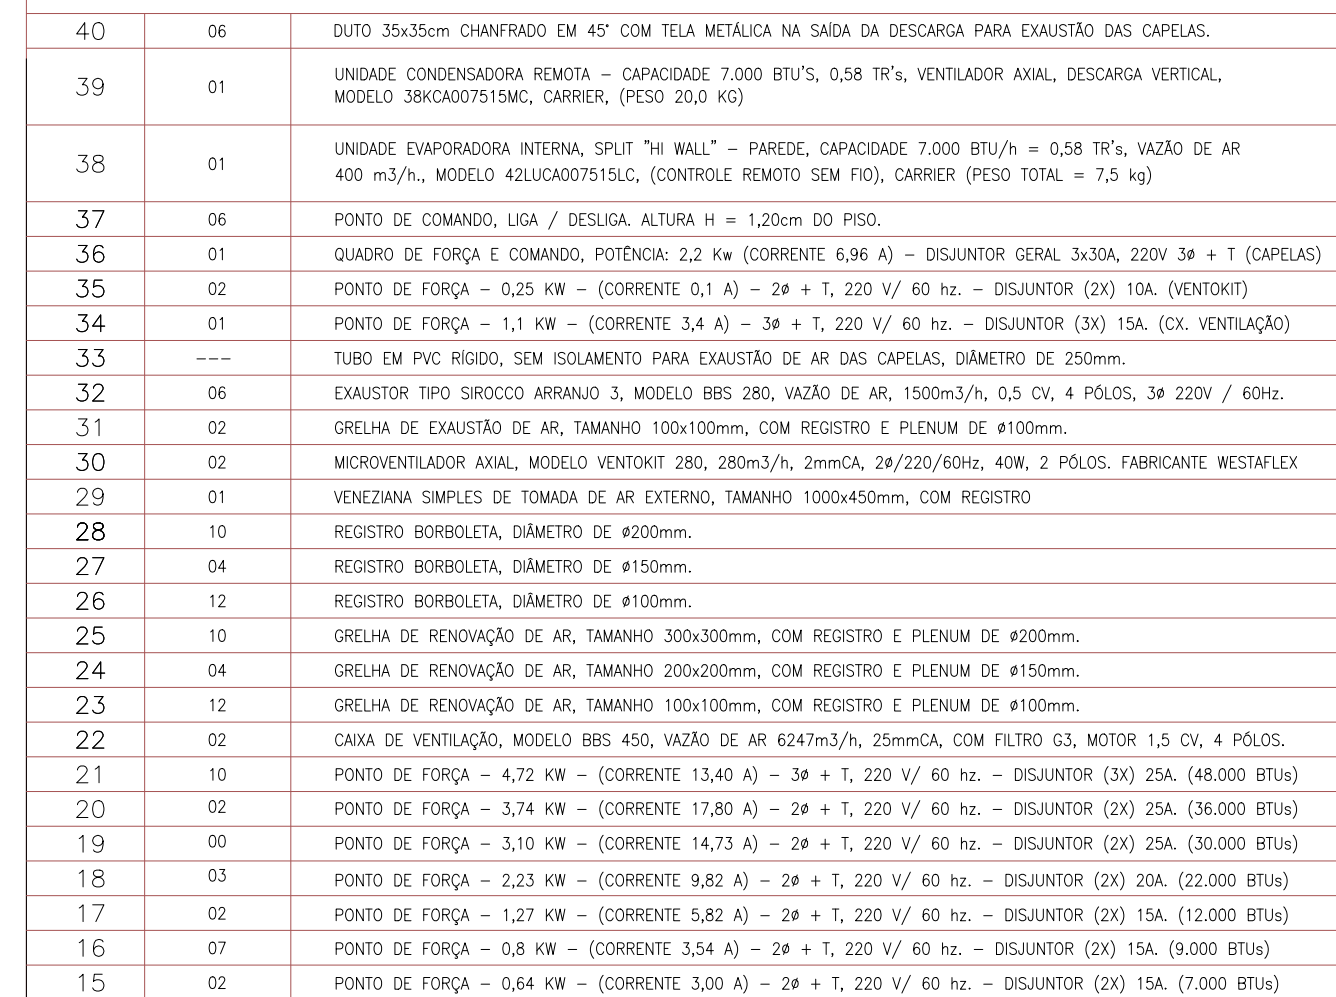 40 06 DUTO 35x35cm CHANFRADO EM 45° COM TELA METÁLICA NA SAÍDA DA DESCARGA PARA EXAUSTÃO DAS CAPELAS.
39 01 UNIDADE CONDENSADORA REMOTA – CAPACIDADE 7.000 BTU'S, 0,58 TR's, VENTILADOR AXIAL, DESCARGA VERTICAL,
MODELO 38KCA007515MC, CARRIER, (PESO 20,0 KG)
38 01 UNIDADE EVAPORADORA INTERNA, SPLIT "HI WALL" – PAREDE, CAPACIDADE 7.000 BTU/h = 0,58 TR's, VAZÃO DE AR
400 m3/h., MODELO 42LUCA007515LC, (CONTROLE REMOTO SEM FIO), CARRIER (PESO TOTAL = 7,5 kg)
37 06 PONTO DE COMANDO, LIGA / DESLIGA. ALTURA H = 1,20cm DO PISO.
36 01 QUADRO DE FORÇA E COMANDO, POTÊNCIA: 2,2 Kw (CORRENTE 6,96 A) – DISJUNTOR GERAL 3x30A, 220V 3ø + T (CAPELAS)
35 02 PONTO DE FORÇA – 0,25 KW – (CORRENTE 0,1 A) – 2ø + T, 220 V/ 60 hz. – DISJUNTOR (2X) 10A. (VENTOKIT)
34 01 PONTO DE FORÇA – 1,1 KW – (CORRENTE 3,4 A) – 3ø + T, 220 V/ 60 hz. – DISJUNTOR (3X) 15A. (CX. VENTILAÇÃO)
33 --- TUBO EM PVC RÍGIDO, SEM ISOLAMENTO PARA EXAUSTÃO DE AR DAS CAPELAS, DIÂMETRO DE 250mm.
32 06 EXAUSTOR TIPO SIROCCO ARRANJO 3, MODELO BBS 280, VAZÃO DE AR, 1500m3/h, 0,5 CV, 4 PÓLOS, 3ø 220V / 60Hz.
31 02 GRELHA DE EXAUSTÃO DE AR, TAMANHO 100x100mm, COM REGISTRO E PLENUM DE ø100mm.
30 02 MICROVENTILADOR AXIAL, MODELO VENTOKIT 280, 280m3/h, 2mmCA, 2ø/220/60Hz, 40W, 2 PÓLOS. FABRICANTE WESTAFLEX
29 01 VENEZIANA SIMPLES DE TOMADA DE AR EXTERNO, TAMANHO 1000x450mm, COM REGISTRO
28 10 REGISTRO BORBOLETA, DIÂMETRO DE ø200mm.
27 04 REGISTRO BORBOLETA, DIÂMETRO DE ø150mm.
26 12 REGISTRO BORBOLETA, DIÂMETRO DE ø100mm.
25 10 GRELHA DE RENOVAÇÃO DE AR, TAMANHO 300x300mm, COM REGISTRO E PLENUM DE ø200mm.
24 04 GRELHA DE RENOVAÇÃO DE AR, TAMANHO 200x200mm, COM REGISTRO E PLENUM DE ø150mm.
23 12 GRELHA DE RENOVAÇÃO DE AR, TAMANHO 100x100mm, COM REGISTRO E PLENUM DE ø100mm.
22 02 CAIXA DE VENTILAÇÃO, MODELO BBS 450, VAZÃO DE AR 6247m3/h, 25mmCA, COM FILTRO G3, MOTOR 1,5 CV, 4 PÓLOS.
21 10 PONTO DE FORÇA – 4,72 KW – (CORRENTE 13,40 A) – 3ø + T, 220 V/ 60 hz. – DISJUNTOR (3X) 25A. (48.000 BTUs)
20 02 PONTO DE FORÇA – 3,74 KW – (CORRENTE 17,80 A) – 2ø + T, 220 V/ 60 hz. – DISJUNTOR (2X) 25A. (36.000 BTUs)
19 00 PONTO DE FORÇA – 3,10 KW – (CORRENTE 14,73 A) – 2ø + T, 220 V/ 60 hz. – DISJUNTOR (2X) 25A. (30.000 BTUs)
18 03 PONTO DE FORÇA – 2,23 KW – (CORRENTE 9,82 A) – 2ø + T, 220 V/ 60 hz. – DISJUNTOR (2X) 20A. (22.000 BTUs)
17 02 PONTO DE FORÇA – 1,27 KW – (CORRENTE 5,82 A) – 2ø + T, 220 V/ 60 hz. – DISJUNTOR (2X) 15A. (12.000 BTUs)
16 07 PONTO DE FORÇA – 0,8 KW – (CORRENTE 3,54 A) – 2ø + T, 220 V/ 60 hz. – DISJUNTOR (2X) 15A. (9.000 BTUs)
15 02 PONTO DE FORÇA – 0,64 KW – (CORRENTE 3,00 A) – 2ø + T, 220 V/ 60 hz. – DISJUNTOR (2X) 15A. (7.000 BTUs)